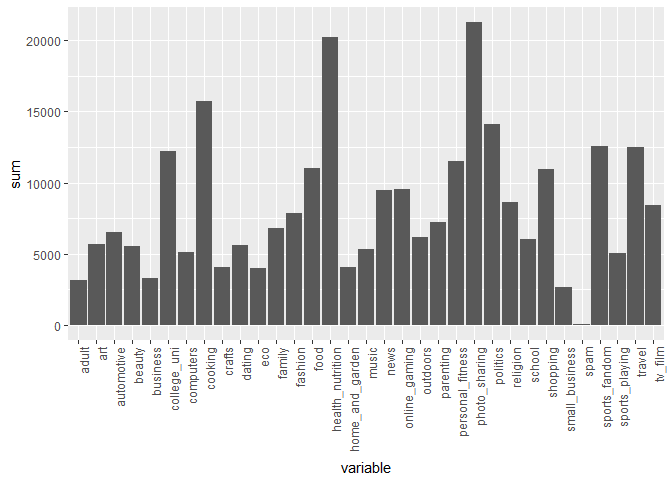 20000
15000
10000
5000
0
sum
adult
art
automotive
beauty
business
college_uni
computers
cooking
crafts
dating
eco
family
fashion
food
health_nutrition
home_and_garden
music
news
online_gaming
outdoors
parenting
personal_fitness
photo_sharing
politics
religion
school
shopping
small_business
spam
sports_fandom
sports_playing
travel
tv_film
variable